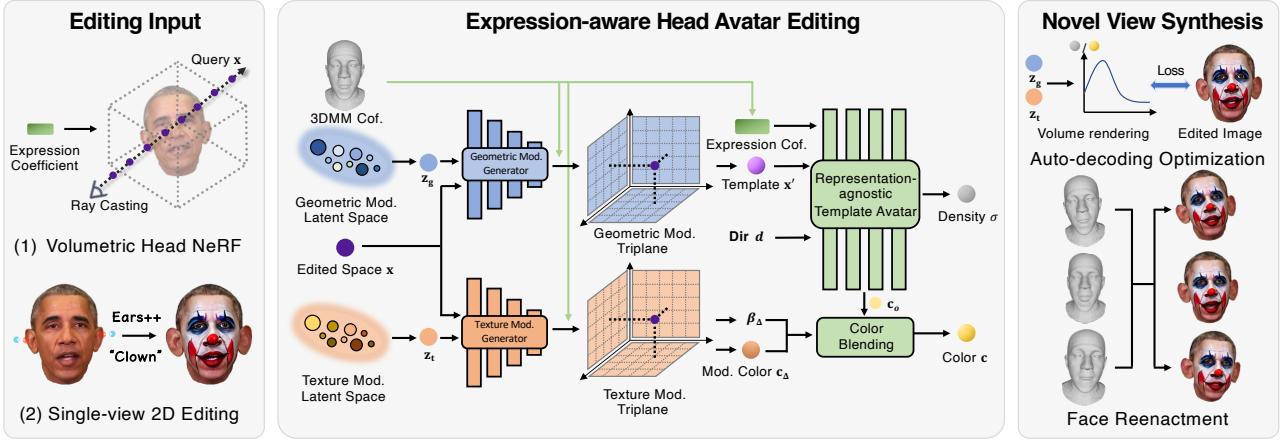 Editing Input
Query x
Expression
Coefficient
Ray Casting
(1) Volumetric Head NeRF
Ears++
"Clown"
(2) Single-view 2D Editing
Expression-aware Head Avatar Editing
3DMM Cof.
z_g
Geometric Mod.
Latent Space
Edited Space x
z_t
Texture Mod.
Latent Space
Geometric Mod.
Generator
Texture Mod.
Generator
Geometric Mod.
Triplane
Texture Mod.
Triplane
Expression Cof.
Template x′
Dir d
β_Δ
Mod. Color c_Δ
Representation-
agnostic
Template Avatar
Density σ
c_o
Color
Blending
Color c
Novel View Synthesis
/
z_g
z_t
Loss
Volume rendering
Edited Image
Auto-decoding Optimization
Face Reenactment